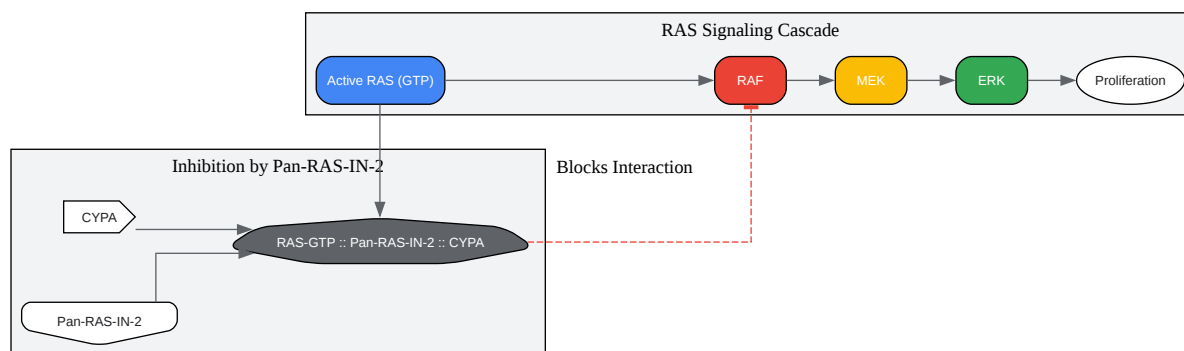 RAS Signaling Cascade
Active RAS (GTP)
RAF
MEK
ERK
Proliferation
Inhibition by Pan-RAS-IN-2
Blocks Interaction
CYPA
RAS-GTP :: Pan-RAS-IN-2 :: CYPA
Pan-RAS-IN-2